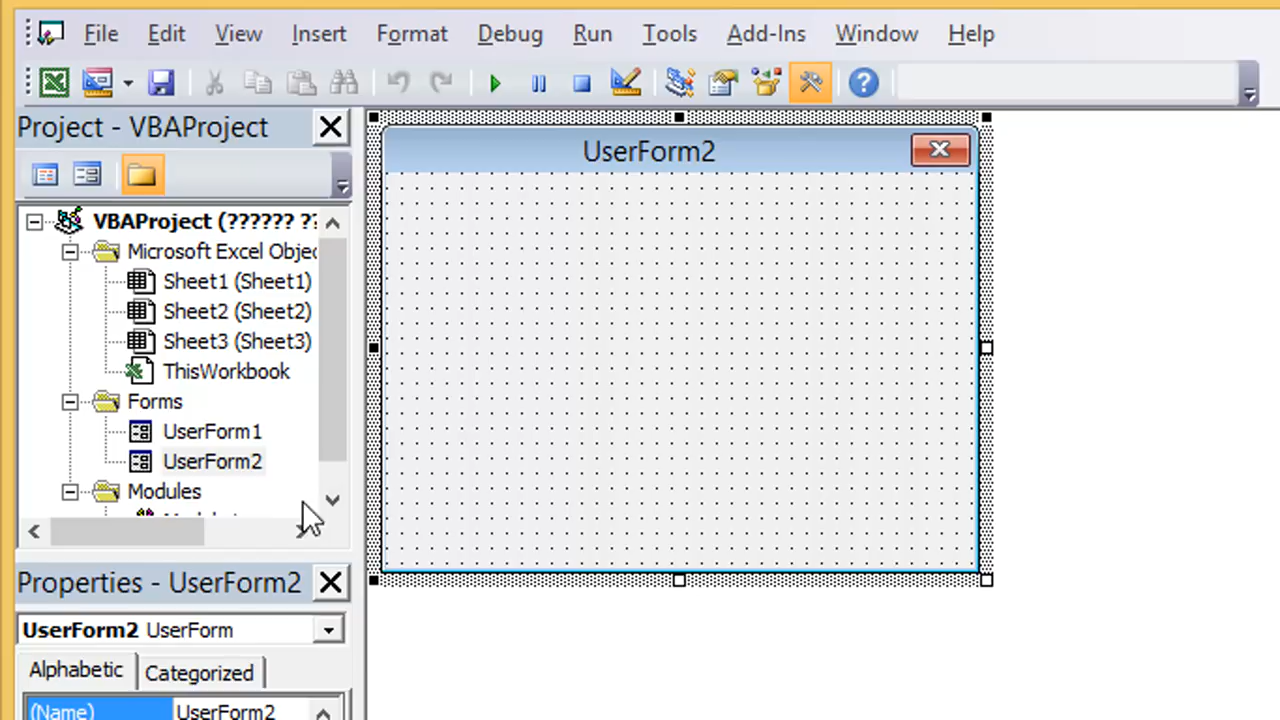 File Edit View Insert Format Debug Run Tools Add-Ins Window Help
Project - VBAProject
VBAProject (?????? ??
Microsoft Excel Objec
Sheet1 (Sheet1)
Sheet2 (Sheet2)
Sheet3 (Sheet3)
ThisWorkbook
Forms
UserForm1
UserForm2
Modules
Properties - UserForm2
UserForm2 UserForm
Alphabetic Categorized
(Name) UserForm2
UserForm2